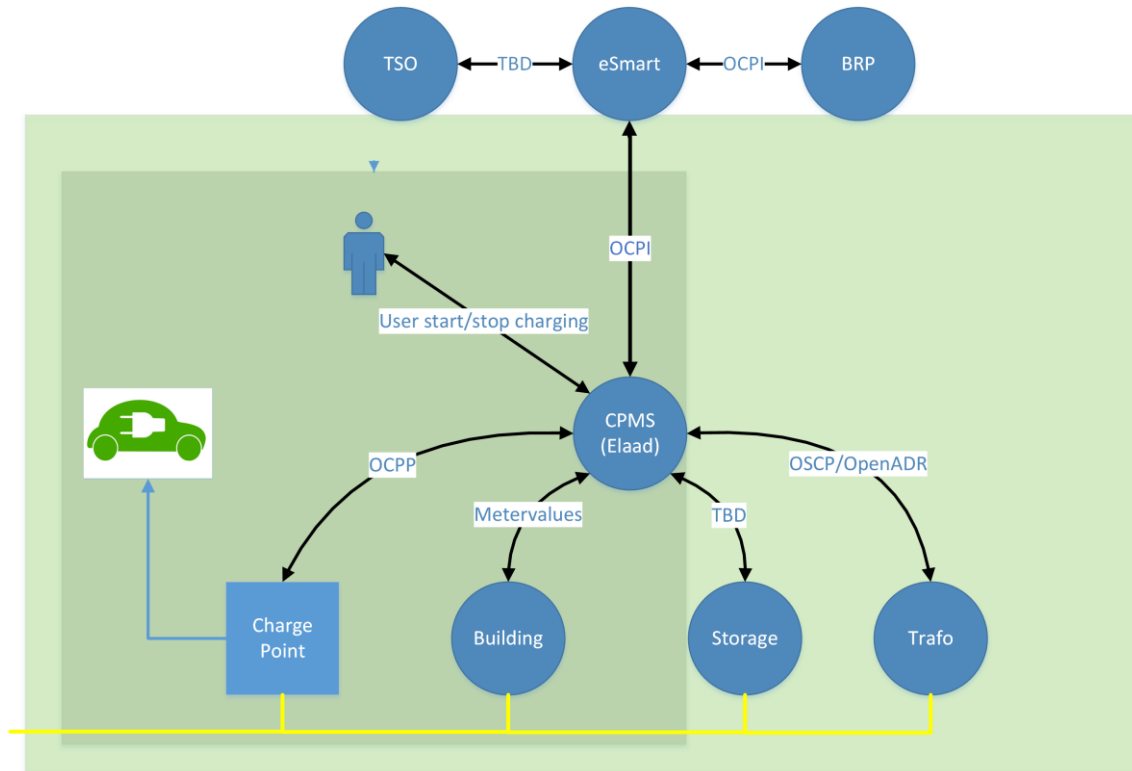 TSO
TBD
eSmart
OCPI
BRP
OCPI
User start/stop charging
CPMS
(Elaad)
OCPP
OSCP/OpenADR
Metervalues
TBD
Charge
Point
Building
Storage
Trafo